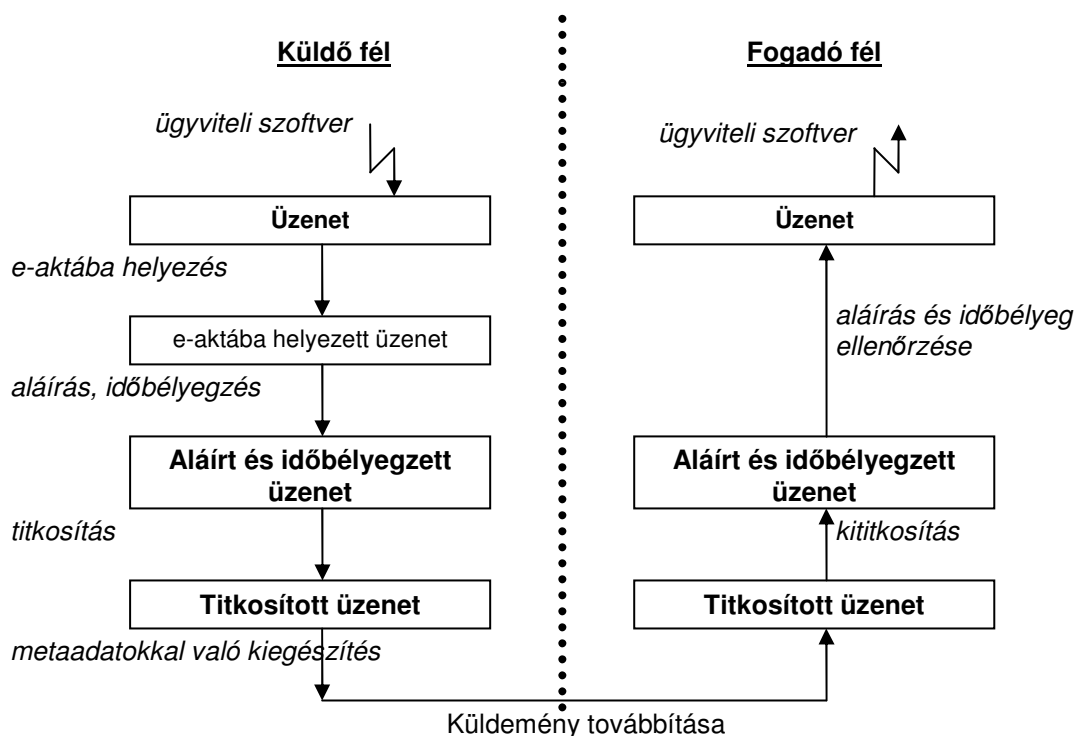 Küldő fél
ügyviteli szoftver
Üzenet
e-aktába helyezés
e-aktába helyezett üzenet
aláírás, időbélyegzés
Aláírt és időbélyegzett
üzenet
titkosítás
Titkosított üzenet
metaadatokkal való kiegészítés
Fogadó fél
ügyviteli szoftver
Üzenet
aláírás és időbélyeg
ellenőrzése
Aláírt és időbélyegzett
üzenet
kititkosítás
Titkosított üzenet
Küldemény továbbítása